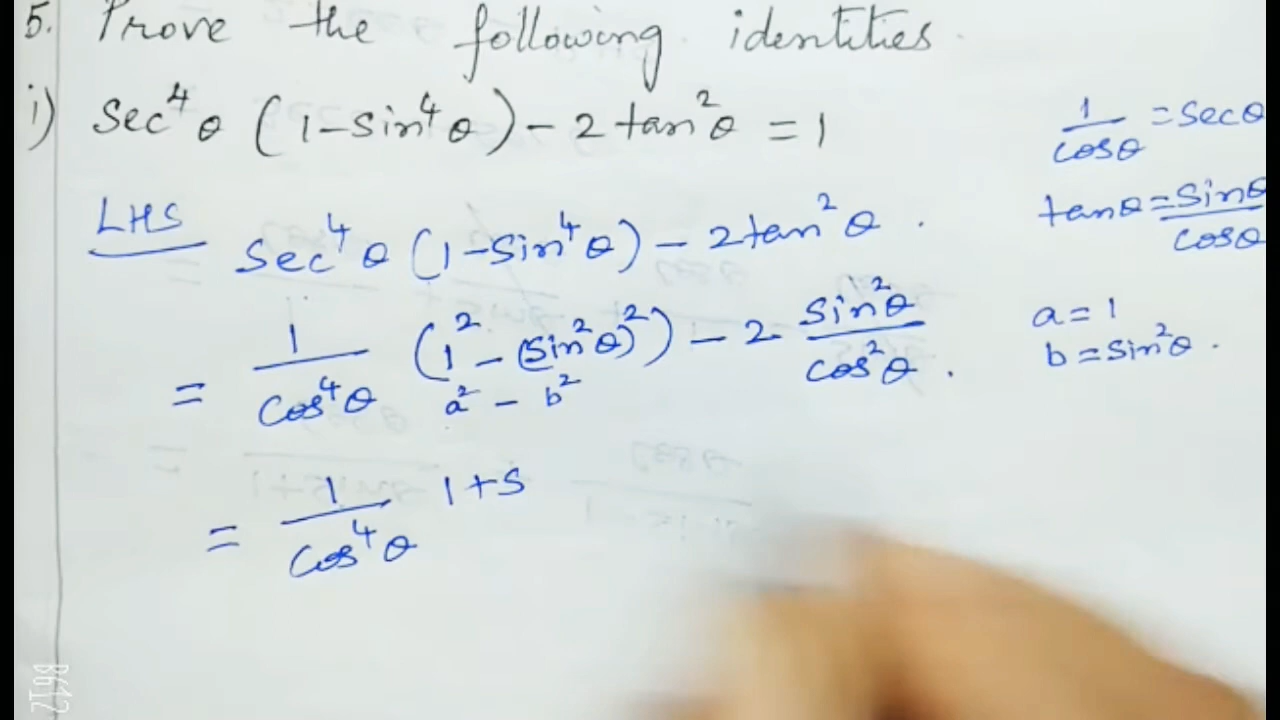 5. Prove the following identities.
i) sec⁴θ (1-sin⁴θ) - 2tan²θ = 1
LHS sec⁴θ (1-sin⁴θ) - 2tan²θ.
= 1/cos⁴θ (1² - (sin²θ)²) - 2 sin²θ/cos²θ.
a² - b²
= 1/cos⁴θ 1+s
1/cosθ = secθ
tanθ = sinθ/cosθ
a = 1
b = sin²θ.
B612